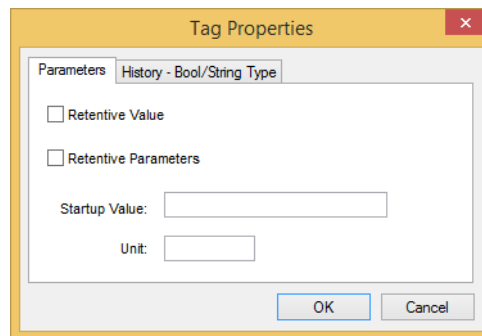 Tag Properties
Parameters History - Bool/String Type
Retentive Value
Retentive Parameters
Startup Value:
Unit:
OK Cancel